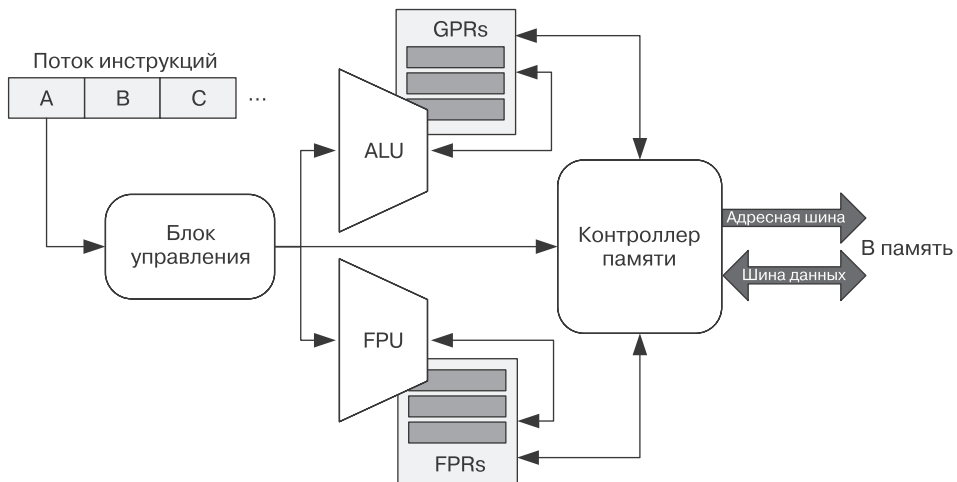 GPRs
Поток инструкций
A B C ...
ALU
Блок
управления
Контроллер
памяти
Адресная шина
В память
Шина данных
FPU
FPRs